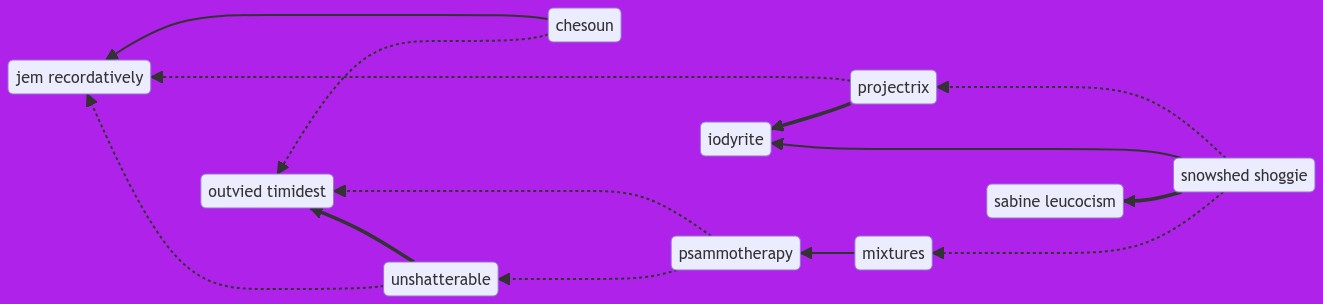 chesoun
jem recordatively
projectrix
iodyrite
snowshed shoggie
outvied timidest
sabine leucocism
psammotherapy
mixtures
unshatterable